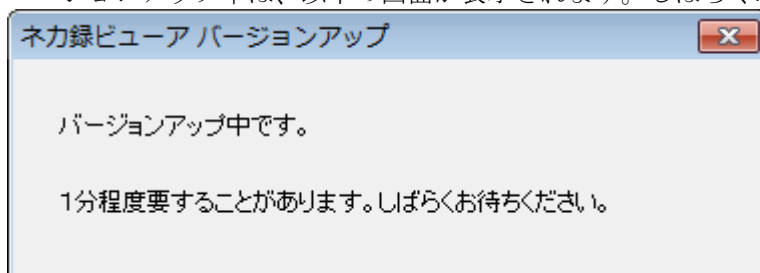 ネカ録ビューア バージョンアップ
バージョンアップ中です。
1分程度要することがあります。しばらくお待ちください。